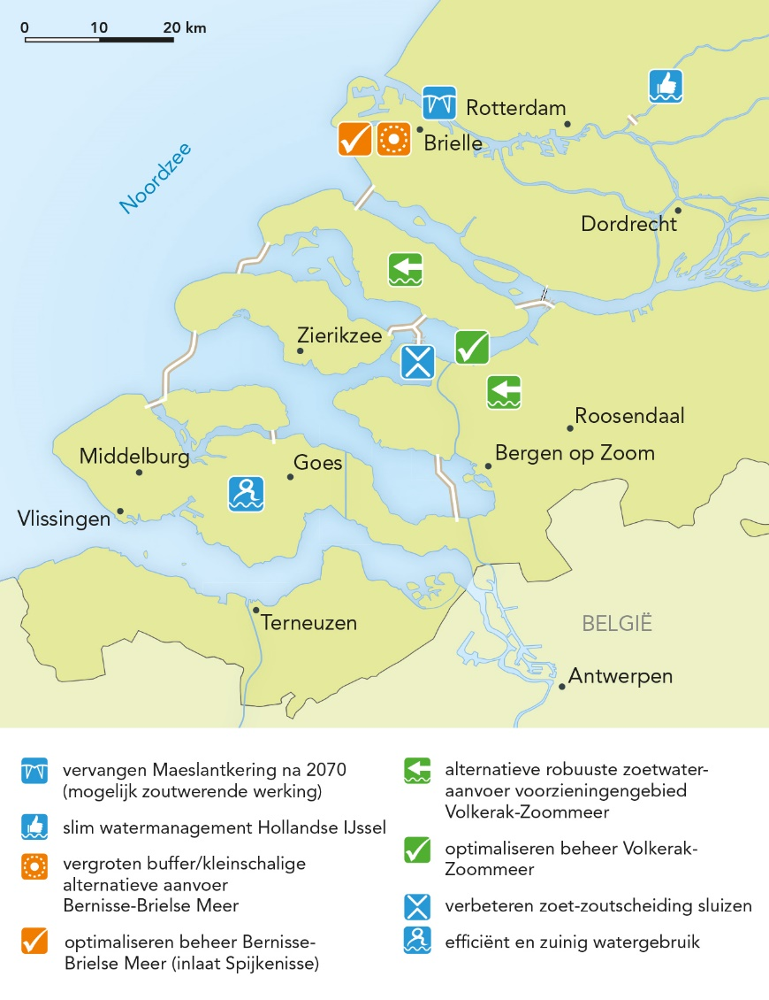 0 10 20 km
Rotterdam
Brielle
Noordzee
Dordrecht
Zierikzee
Roosendaal
Bergen op Zoom
Middelburg
Goes
Vlissingen
Terneuzen
BELGIË
Antwerpen
vervangen Maeslantkering na 2070
(mogelijk zoutwerende werking)
slim watermanagement Hollandse IJssel
vergroten buffer/kleinschalige
alternatieve aanvoer
Bernisse-Brielse Meer
optimaliseren beheer Bernisse-
Brielse Meer (inlaat Spijkenisse)
alternatieve robuuste zoetwater-
aanvoer voorzieningengebied
Volkerak-Zoommeer
optimaliseren beheer Volkerak-
Zoommeer
verbeteren zoet-zoutscheiding sluizen
efficiënt en zuinig watergebruik